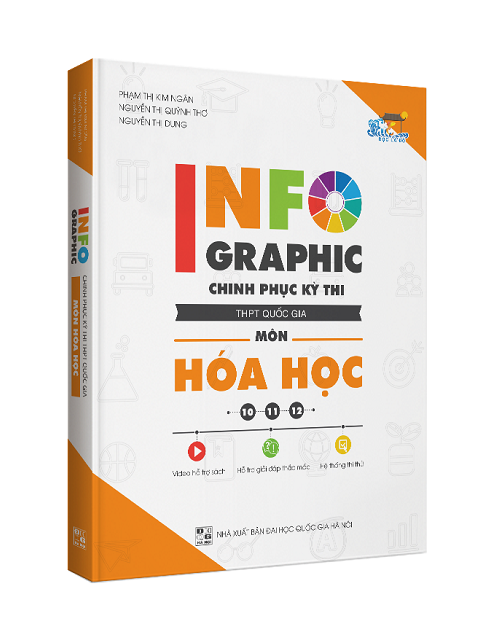 PHẠM THỊ KIM NGÂN
NGUYỄN THỊ QUỲNH THƠ
NGUYỄN THỊ DUNG
INFO
GRAPHIC
CHINH PHỤC KỲ THI
THPT QUỐC GIA
MÔN
HÓA HỌC
10 11 12
Video hỗ trợ sách
Hỗ trợ giải đáp thắc mắc
Hệ thống thi thử
NHÀ XUẤT BẢN ĐẠI HỌC QUỐC GIA HÀ NỘI
INFO
GRAPHIC
CHINH PHỤC KỲ THI THPT QUỐC GIA
MÔN HÓA HỌC